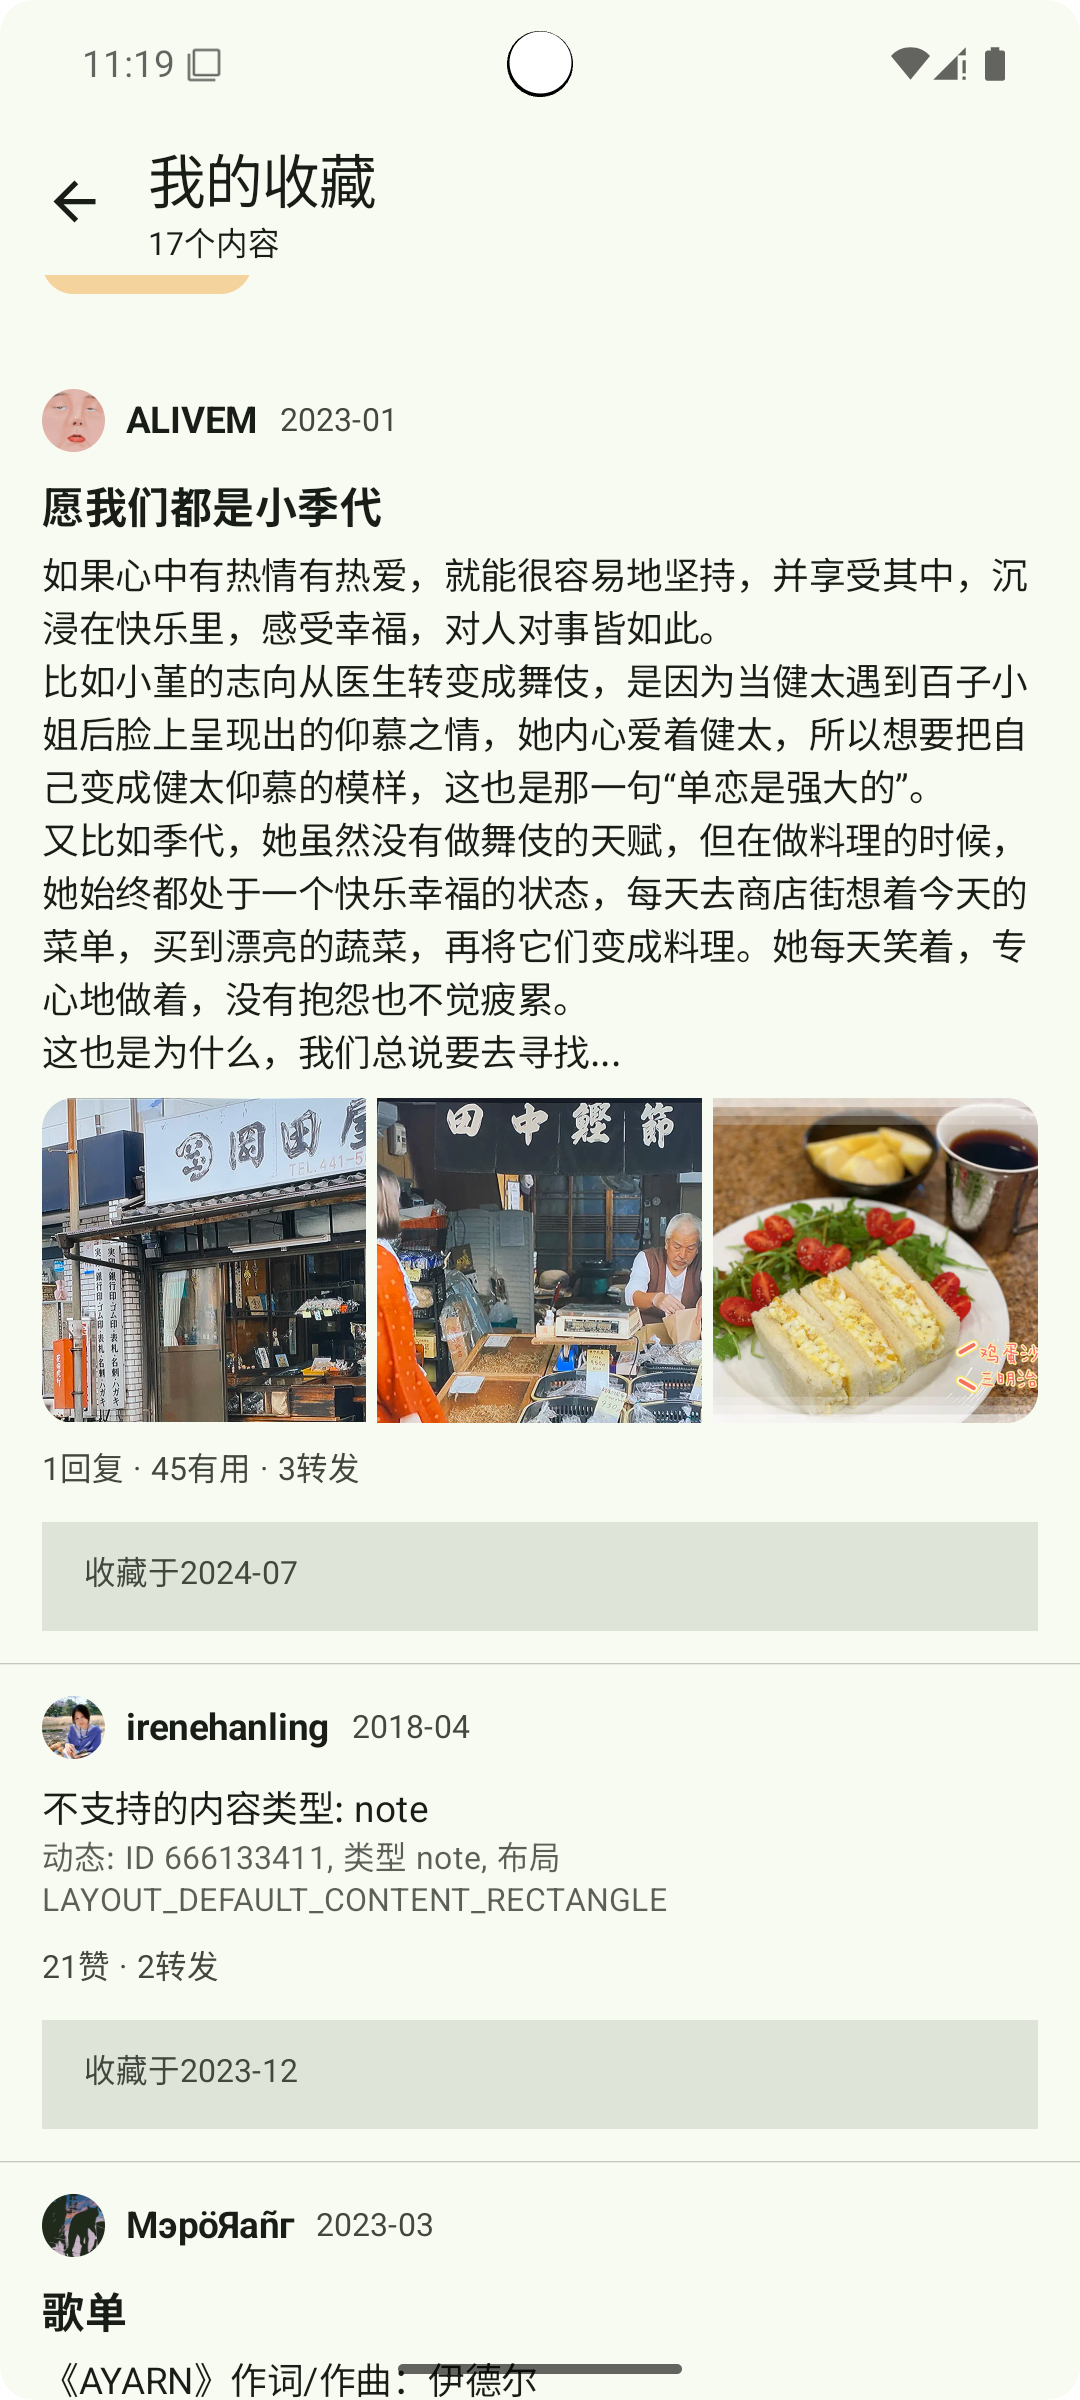 11:19
我的收藏
17个内容
ALIVEM 2023-01
愿我们都是小季代
如果心中有热情有热爱，就能很容易地坚持，并享受其中，沉
浸在快乐里，感受幸福，对人对事皆如此。
比如小堇的志向从医生转变成舞伎，是因为当健太遇到百子小
姐后脸上呈现出的仰慕之情，她内心爱着健太，所以想要把自
己变成健太仰慕的模样，这也是那一句“单恋是强大的”。
又比如季代，她虽然没有做舞伎的天赋，但在做料理的时候，
她始终都处于一个快乐幸福的状态，每天去商店街想着今天的
菜单，买到漂亮的蔬菜，再将它们变成料理。她每天笑着，专
心地做着，没有抱怨也不觉疲累。
这也是为什么，我们总说要去寻找...
岡田屋
TEL.441-5
田中鰹節
鸡蛋沙
三明治
1回复 · 45有用 · 3转发
收藏于2024-07
irenehanling 2018-04
不支持的内容类型: note
动态: ID 666133411, 类型 note, 布局
LAYOUT_DEFAULT_CONTENT_RECTANGLE
21赞 · 2转发
收藏于2023-12
МэрöЯañг 2023-03
歌单
《AYARN》作词/作曲：伊德尔